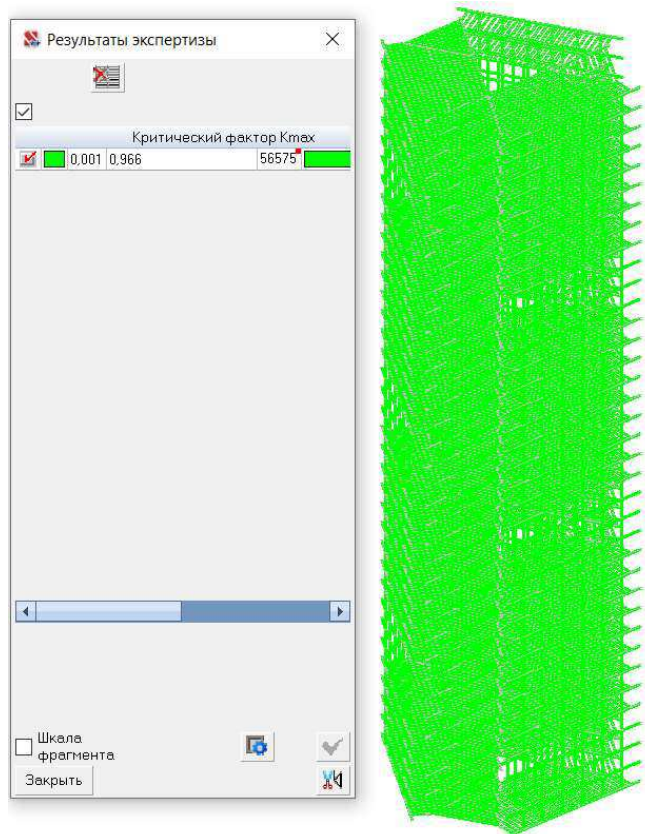 Результаты экспертизы
Критический фактор Kmax
0,001 0,966 56575
Шкала
фрагмента
Закрыть